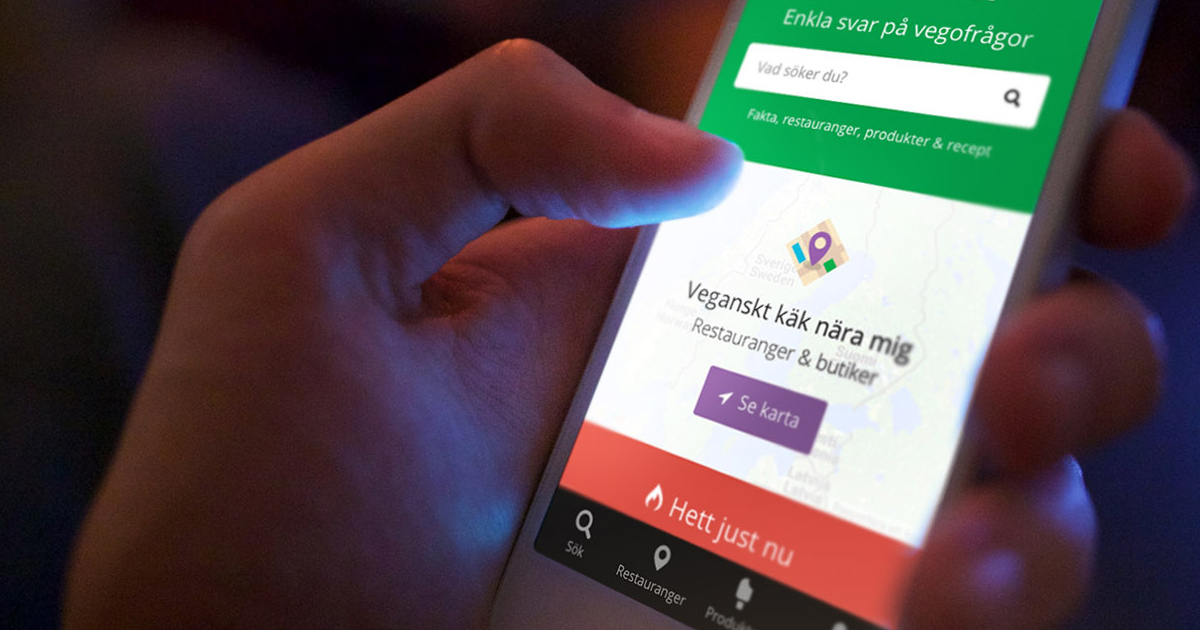 Enkla svar på vegofrågor
Vad söker du?
Fakta, restauranger, produkter & recept
Sverige
Sweden
Veganskt käk nära mig
Restauranger & butiker
Suomi
Se karta
Hett just nu
Sök
Restauranger